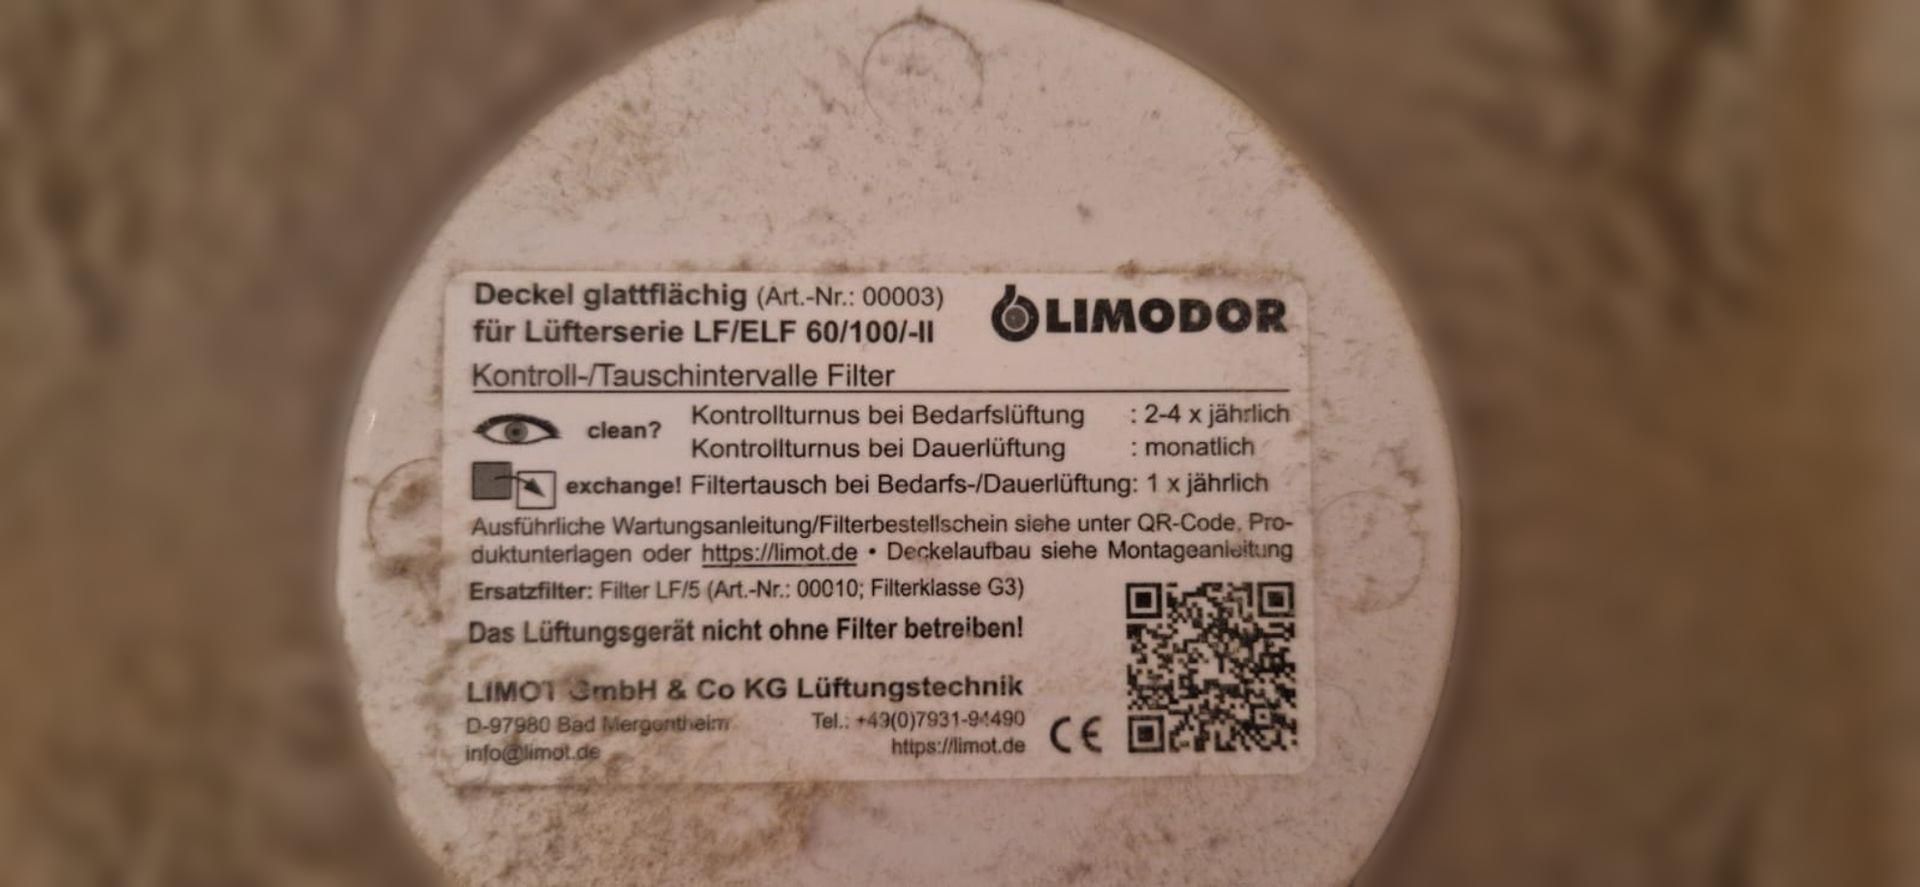 Deckel glattflächig (Art.-Nr.: 00003)
LIMODOR
für Lüfterserie LF/ELF 60/100/-II
Kontroll-/Tauschintervalle Filter
clean? Kontrollturnus bei Bedarfslüftung : 2-4 x jährlich
Kontrollturnus bei Dauerlüftung : monatlich
exchange! Filtertausch bei Bedarfs-/Dauerlüftung: 1 x jährlich
Ausführliche Wartungsanleitung/Filterbestellschein siehe unter QR-Code, Pro-
duktunterlagen oder https://limot.de • Deckelaufbau siehe Montageanleitung
Ersatzfilter: Filter LF/5 (Art.-Nr.: 00010; Filterklasse G3)
Das Lüftungsgerät nicht ohne Filter betreiben!
LIMOT GmbH & Co KG Lüftungstechnik
D-97980 Bad Mergentheim Tel.: +49(0)7931-94490
info@limot.de https://limot.de CE